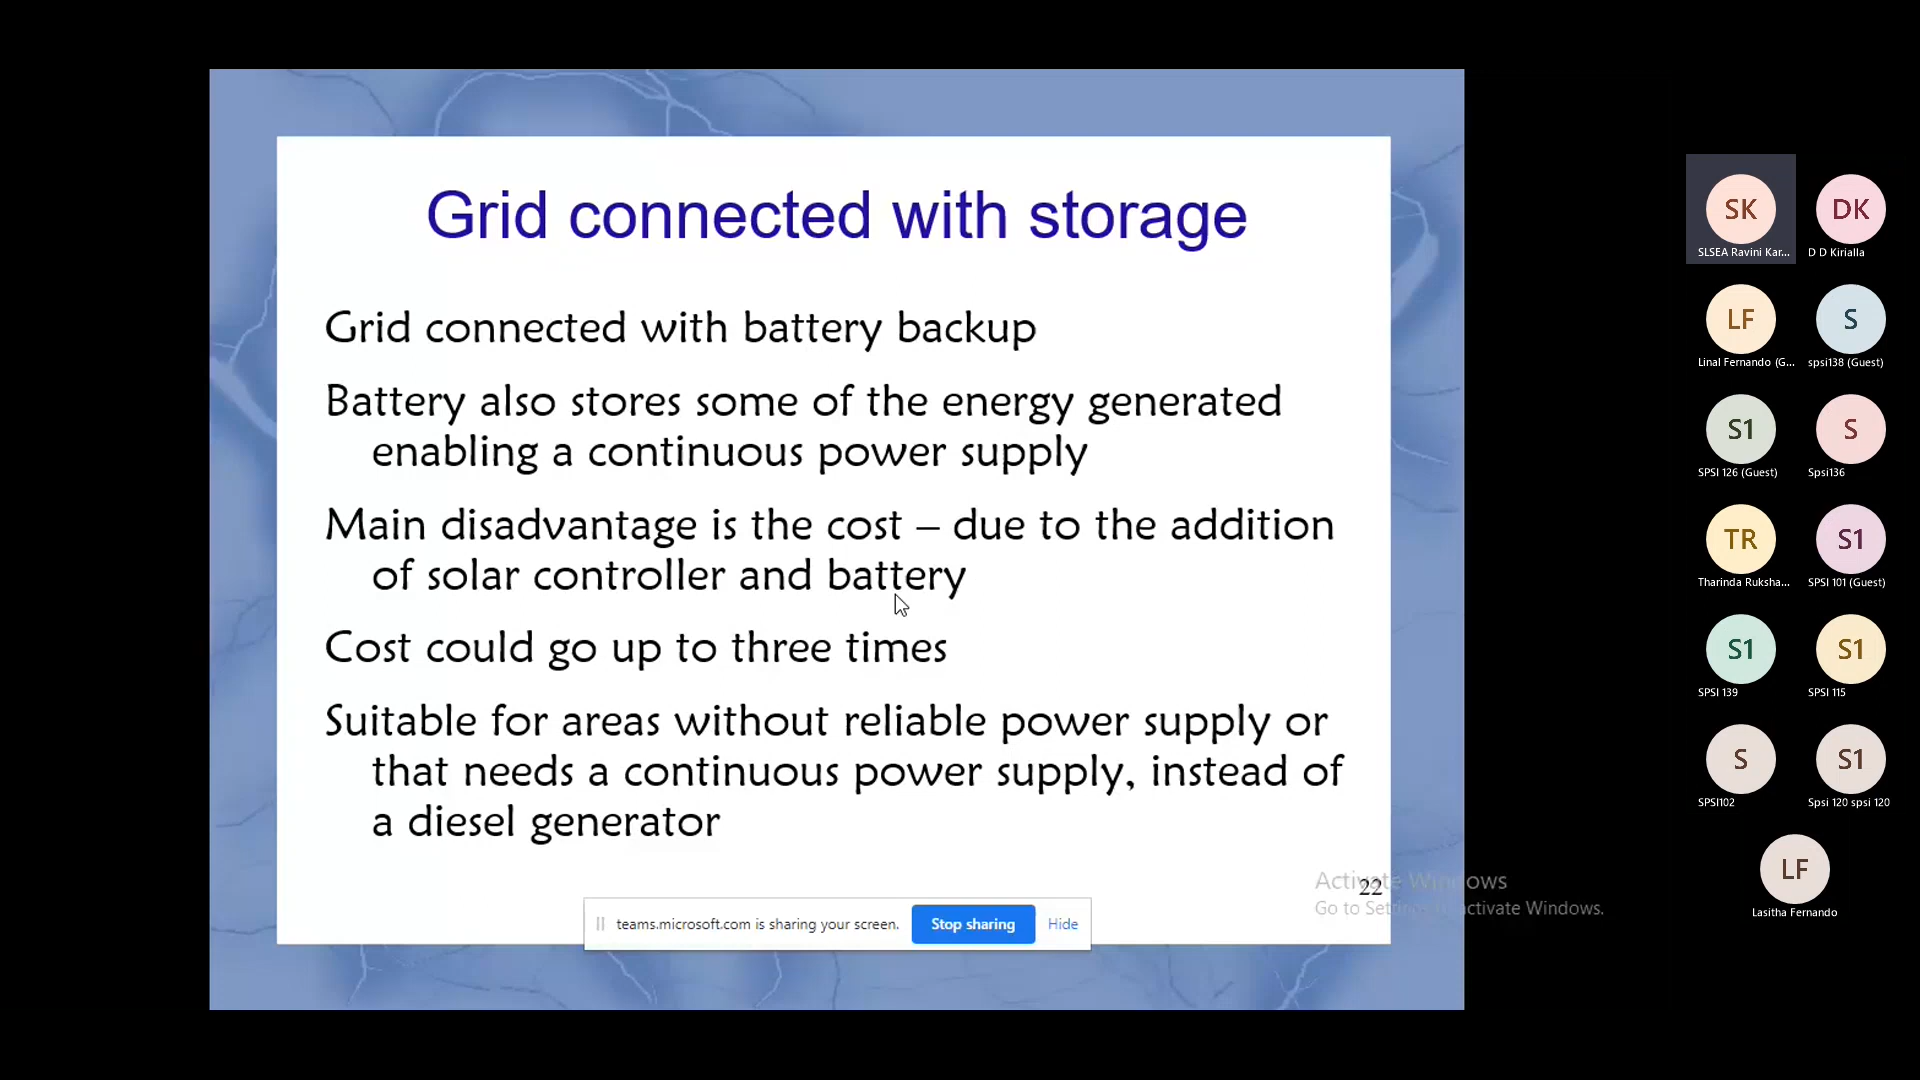 Grid connected with storage
Grid connected with battery backup
Battery also stores some of the energy generated
enabling a continuous power supply
Main disadvantage is the cost – due to the addition
of solar controller and battery
Cost could go up to three times
Suitable for areas without reliable power supply or
that needs a continuous power supply, instead of
a diesel generator
22
Activate Windows
Go to Settings to activate Windows.
teams.microsoft.com is sharing your screen.
Stop sharing
Hide
SK
SLSEA Ravini Kar...
DK
D D Kirialla
LF
Linal Fernando (G...
S
spsi138 (Guest)
S1
SPSI 126 (Guest)
S
Spsi136
TR
Tharinda Ruksha...
S1
SPSI 101 (Guest)
S1
SPSI 139
S1
SPSI 115
S
SPSI102
S1
Spsi 120 spsi 120
LF
Lasitha Fernando